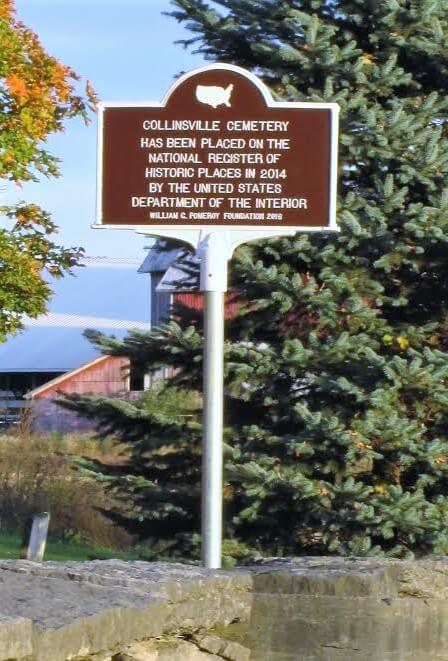 COLLINSVILLE CEMETERY
HAS BEEN PLACED ON THE
NATIONAL REGISTER OF
HISTORIC PLACES IN 2014
BY THE UNITED STATES
DEPARTMENT OF THE INTERIOR
WILLIAM G. POMEROY FOUNDATION 2016